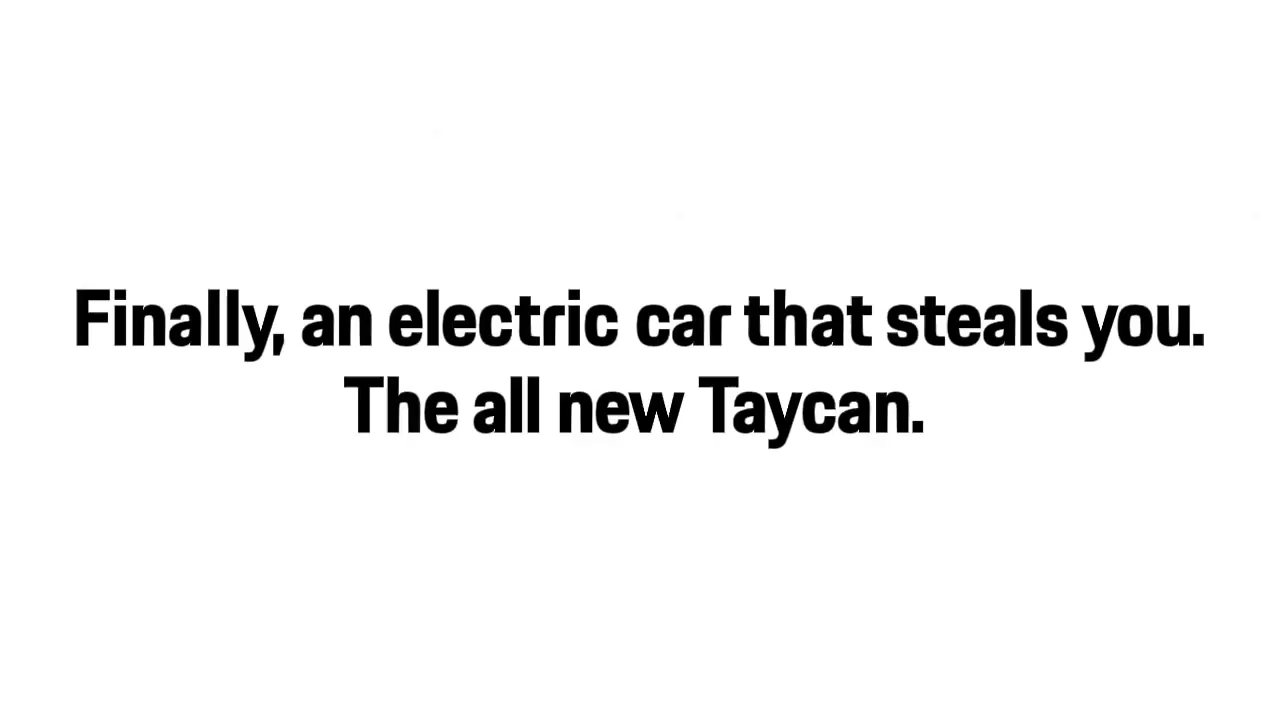 Finally, an electric car that steals you.
The all new Taycan.